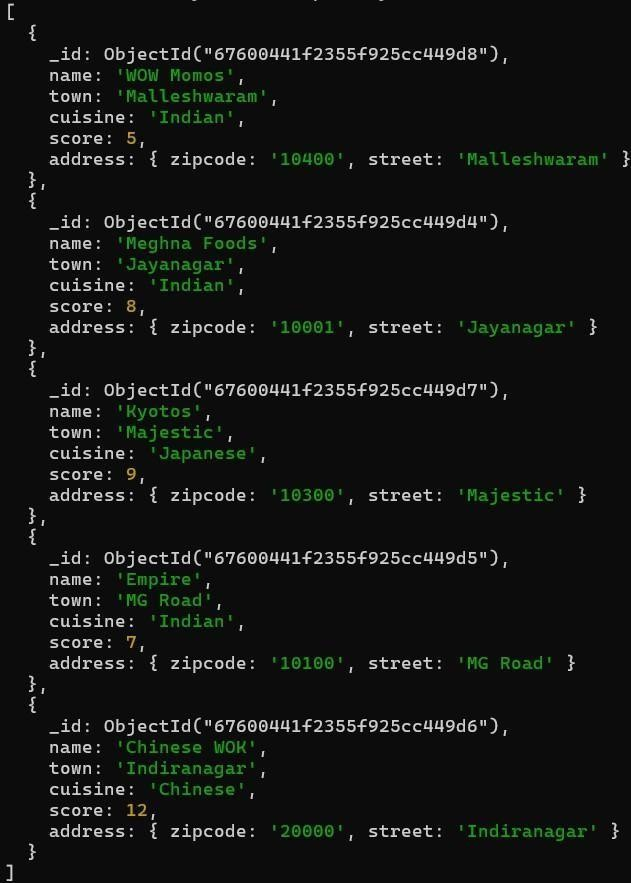 [
  {
    _id: ObjectId("67600441f2355f925cc449d8"),
    name: 'WOW Momos',
    town: 'Malleshwaram',
    cuisine: 'Indian',
    score: 5,
    address: { zipcode: '10400', street: 'Malleshwaram' }
  },
  {
    _id: ObjectId("67600441f2355f925cc449d4"),
    name: 'Meghna Foods',
    town: 'Jayanagar',
    cuisine: 'Indian',
    score: 8,
    address: { zipcode: '10001', street: 'Jayanagar' }
  },
  {
    _id: ObjectId("67600441f2355f925cc449d7"),
    name: 'Kyotos',
    town: 'Majestic',
    cuisine: 'Japanese',
    score: 9,
    address: { zipcode: '10300', street: 'Majestic' }
  },
  {
    _id: ObjectId("67600441f2355f925cc449d5"),
    name: 'Empire',
    town: 'MG Road',
    cuisine: 'Indian',
    score: 7,
    address: { zipcode: '10100', street: 'MG Road' }
  },
  {
    _id: ObjectId("67600441f2355f925cc449d6"),
    name: 'Chinese WOK',
    town: 'Indiranagar',
    cuisine: 'Chinese',
    score: 12,
    address: { zipcode: '20000', street: 'Indiranagar' }
  }
]